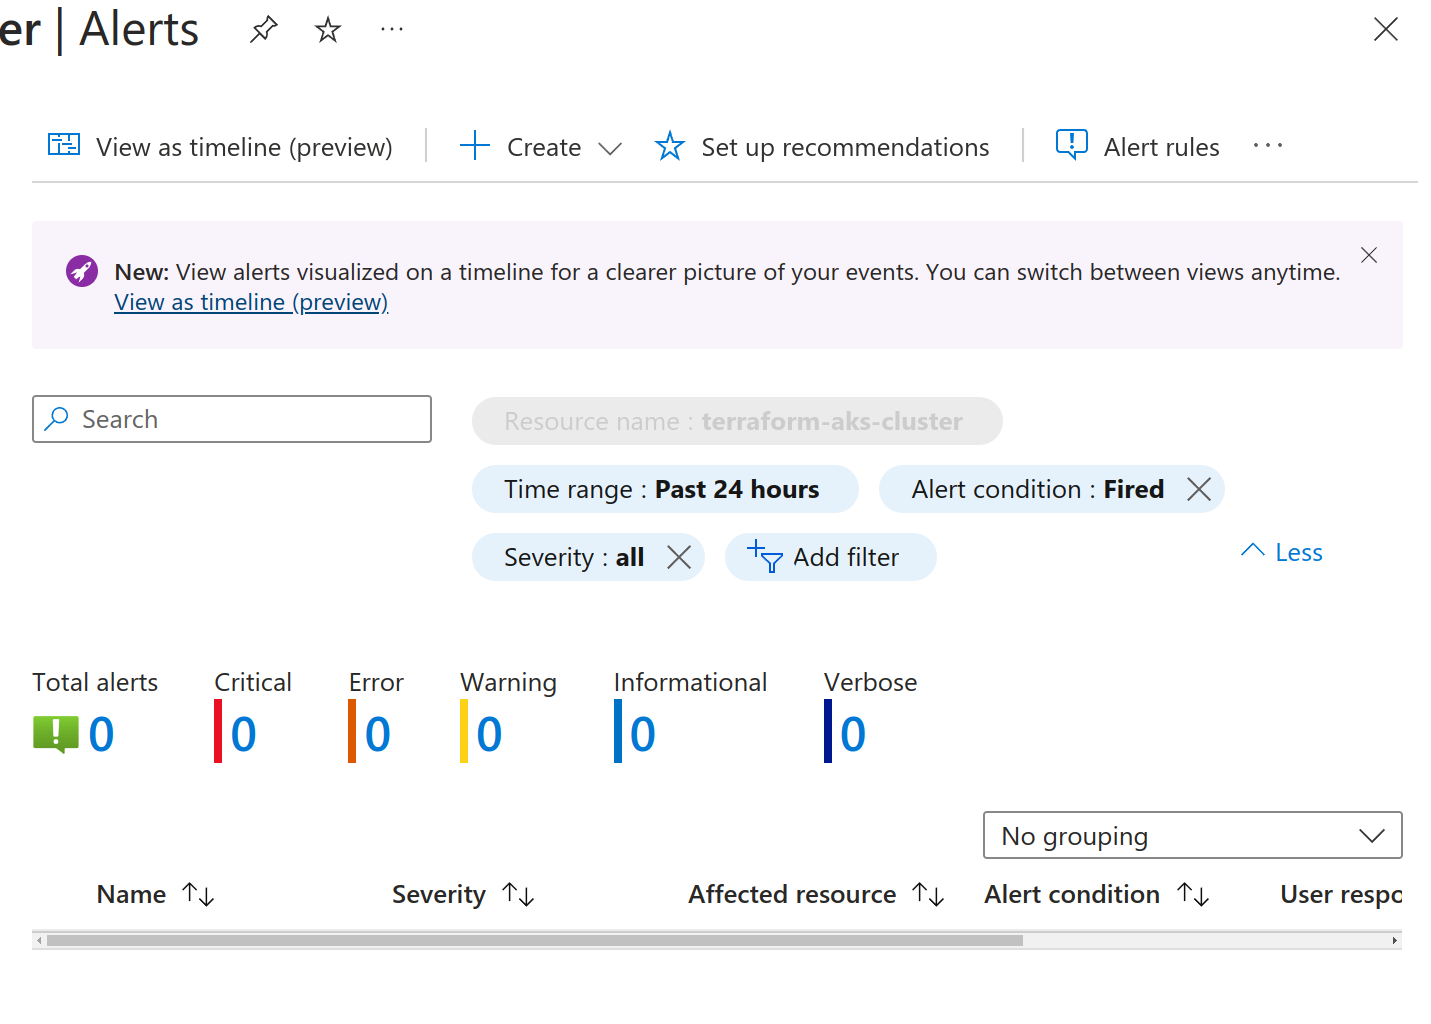 er | Alerts
View as timeline (preview)
Create
Set up recommendations
Alert rules
New: View alerts visualized on a timeline for a clearer picture of your events. You can switch between views anytime.
View as timeline (preview)
Search
Resource name : terraform-aks-cluster
Time range : Past 24 hours
Alert condition : Fired
Severity : all
Add filter
Less
Total alerts
0
Critical
0
Error
0
Warning
0
Informational
0
Verbose
0
No grouping
Name
Severity
Affected resource
Alert condition
User respo